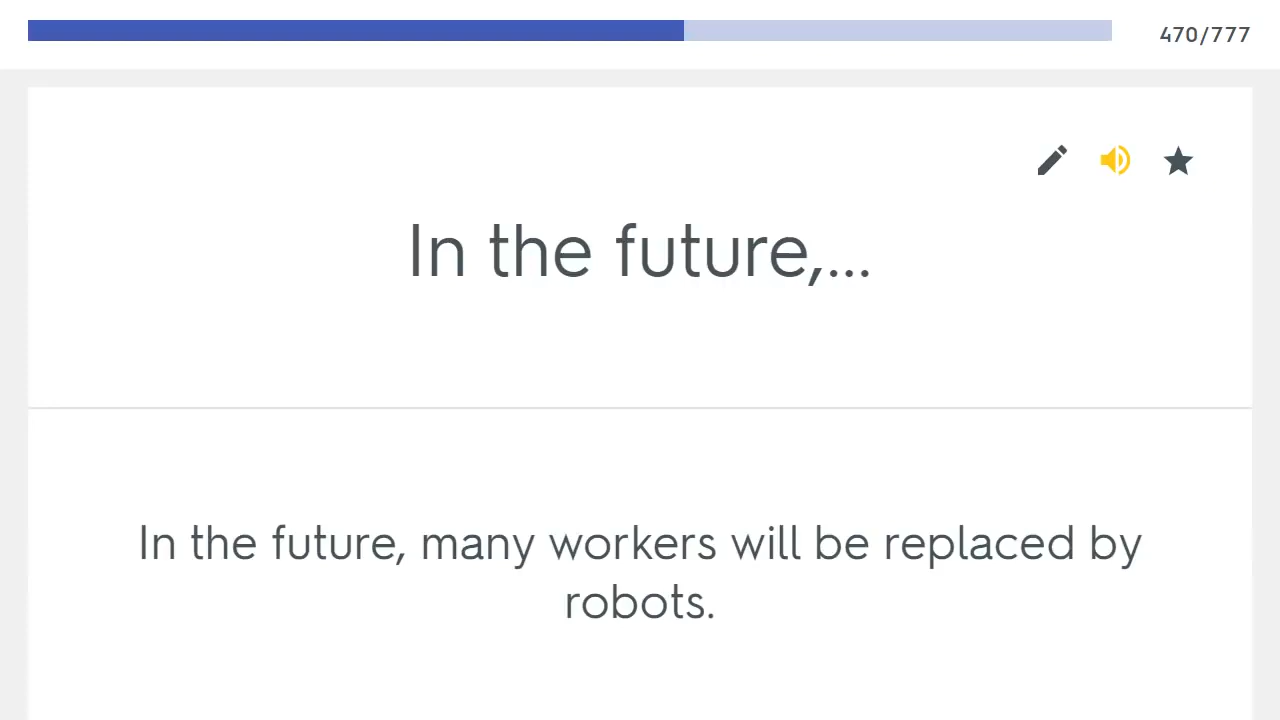 470/777
In the future,...
In the future, many workers will be replaced by
robots.